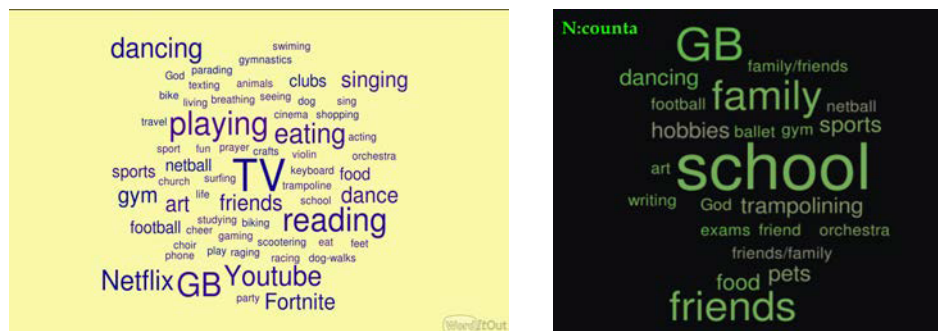 swiming
dancing gymnastics
God parading
texting animals clubs singing
bike living breathing seeing dog sing
travel playing cinema shopping
eating acting
sport fun prayer crafts violin orchestra
sports netball TV keyboard food
church surfing trampoline
gym art life friends school dance
studying biking reading
football cheer gaming
choir play raging scootering eat feet
phone racing dog-walks
Netflix GB Youtube
party Fortnite
WordItOut
N:counta
GB
dancing family/friends
football family netball
hobbies ballet gym sports
art school
writing God trampolining
exams friend orchestra
friends/family
food pets
friends